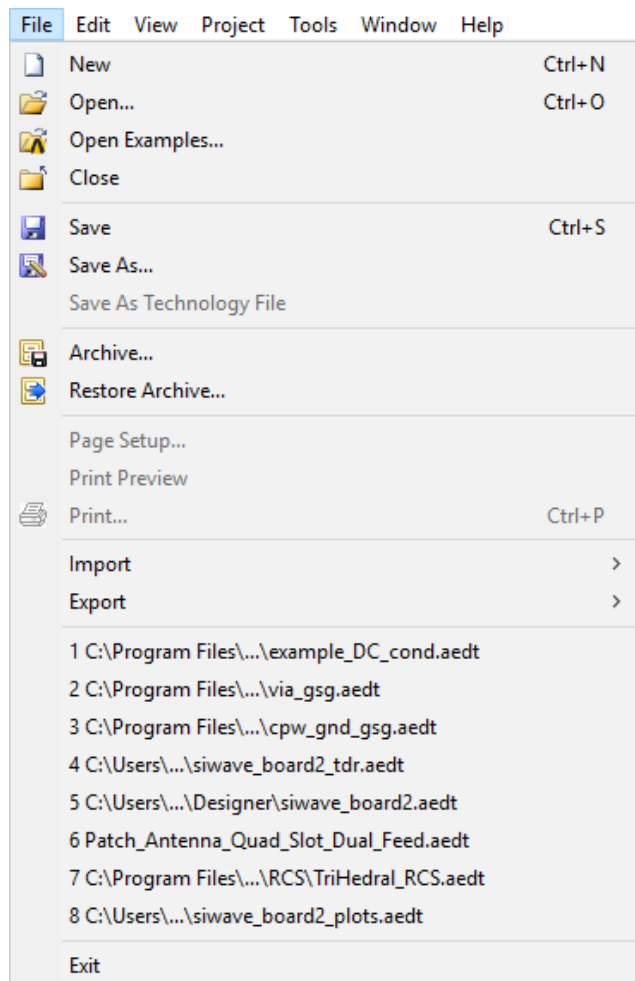 File Edit View Project Tools Window Help
New Ctrl+N
Open... Ctrl+O
Open Examples...
Close
Save Ctrl+S
Save As...
Save As Technology File
Archive...
Restore Archive...
Page Setup...
Print Preview
Print... Ctrl+P
Import >
Export >
1 C:\Program Files\...\example_DC_cond.aedt
2 C:\Program Files\...\via_gsg.aedt
3 C:\Program Files\...\cpw_gnd_gsg.aedt
4 C:\Users\...\siwave_board2_tdr.aedt
5 C:\Users\...\Designer\siwave_board2.aedt
6 Patch_Antenna_Quad_Slot_Dual_Feed.aedt
7 C:\Program Files\...\RCS\TriHedral_RCS.aedt
8 C:\Users\...\siwave_board2_plots.aedt
Exit